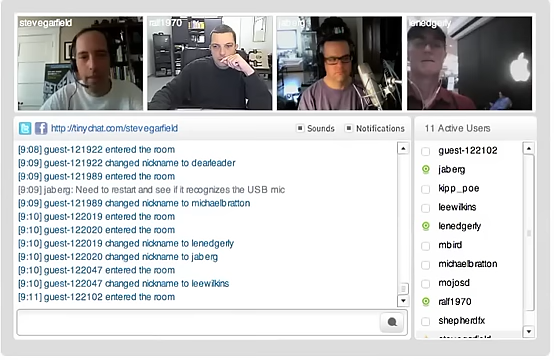 stevegarfield
ralf1970
jaberg
lenedgerly
http://tinychat.com/stevegarfield
Sounds
Notifications
11 Active Users
[9:08] guest-121922 entered the room
[9:09] guest-121922 changed nickname to dearleader
[9:09] guest-121989 entered the room
[9:09] jaberg: Need to restart and see if it recognizes the USB mic
[9:09] guest-121989 changed nickname to michaelbratton
[9:10] guest-122019 entered the room
[9:10] guest-122020 entered the room
[9:10] guest-122019 changed nickname to lenedgerly
[9:10] guest-122020 changed nickname to jaberg
[9:10] guest-122047 entered the room
[9:10] guest-122047 changed nickname to leewilkins
[9:11] guest-122102 entered the room
guest-122102
jaberg
kipp_poe
leewilkins
lenedgerly
mbird
michaelbratton
mojosd
ralf1970
shepherdfx
stevegarfield